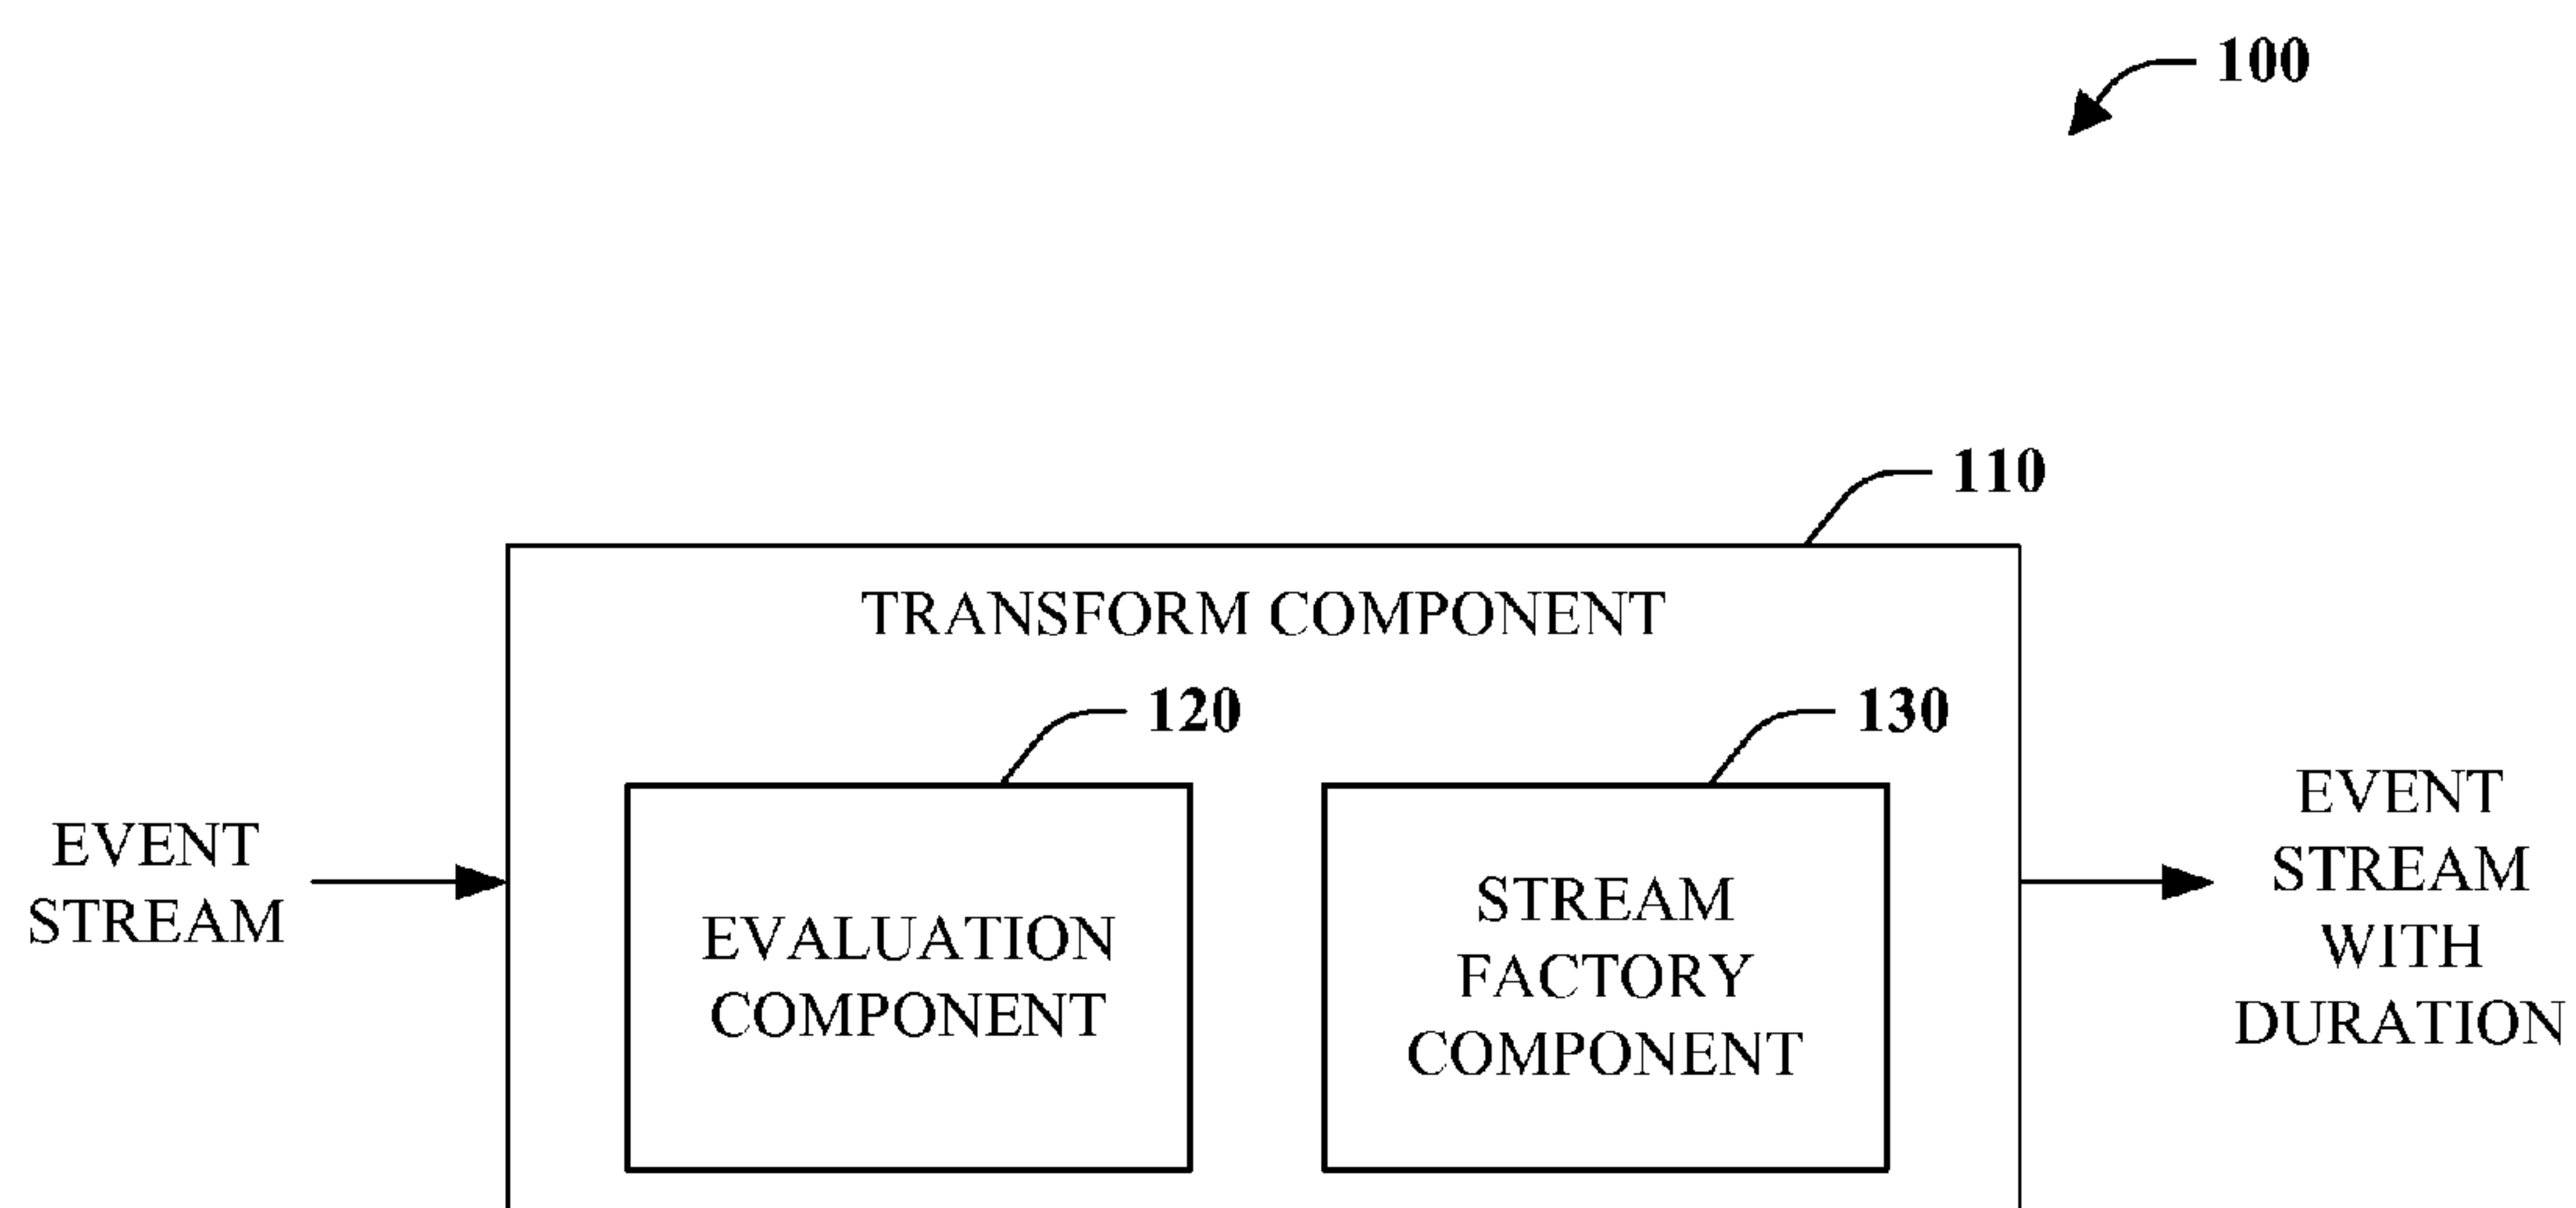 100
110
TRANSFORM COMPONENT
120
130
EVENT
STREAM
EVALUATION
COMPONENT
STREAM
FACTORY
COMPONENT
EVENT
STREAM
WITH
DURATION